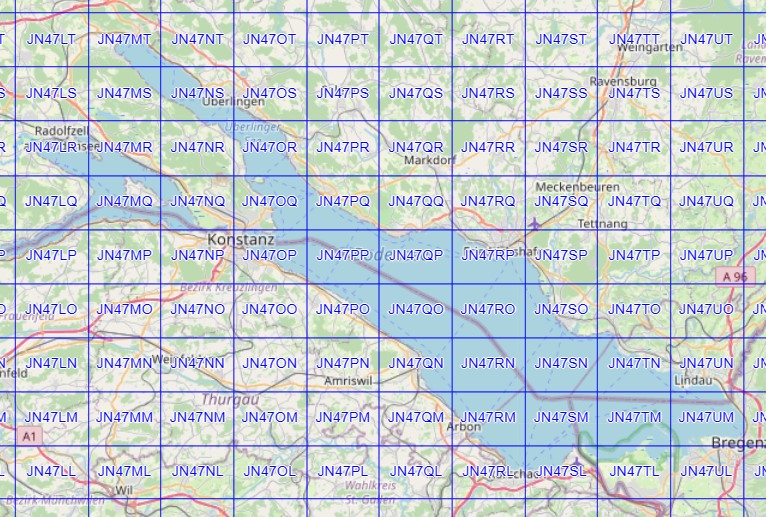 JN47LT JN47MT JN47NT JN47OT JN47PT JN47QT JN47RT JN47ST JN47TT JN47UT
Weingarten
Ravensburg
JN47LS JN47MS JN47NS JN47OS JN47PS JN47QS JN47RS JN47SS JN47TS JN47US
Überlingen
Überlinger
Radolfzell
JN47LR JN47MR JN47NR JN47OR JN47PR JN47QR JN47RR JN47SR JN47TR JN47UR
Markdorf
Meckenbeuren
JN47LQ JN47MQ JN47NQ JN47OQ JN47PQ JN47QQ JN47RQ JN47SQ JN47TQ JN47UQ
Tettnang
Konstanz
JN47LP JN47MP JN47NP JN47OP JN47PP JN47QP JN47RP JN47SP JN47TP JN47UP
A 96
Bezirk Kreuzlingen
JN47LO JN47MO JN47NO JN47OO JN47PO JN47QO JN47RO JN47SO JN47TO JN47UO
Frauenfeld
JN47LN JN47MN JN47NN JN47ON JN47PN JN47QN JN47RN JN47SN JN47TN JN47UN
Amriswil
Lindau
Thurgau
JN47LM JN47MM JN47NM JN47OM JN47PM JN47QM JN47RM JN47SM JN47TM JN47UM
Arbon
A1
Bregenz
JN47LL JN47ML JN47NL JN47OL JN47PL JN47QL JN47RL JN47SL JN47TL JN47UL
Wil
Wahlkreis
St. Gallen
Bezirk Münchwilen